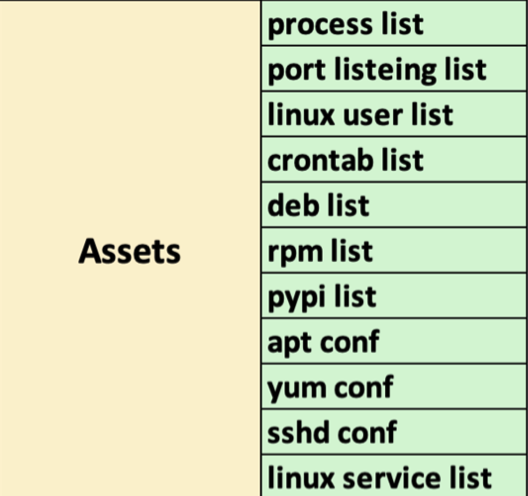 process list
port listeing list
linux user list
crontab list
deb list
Assets
rpm list
pypi list
apt conf
yum conf
sshd conf
linux service list